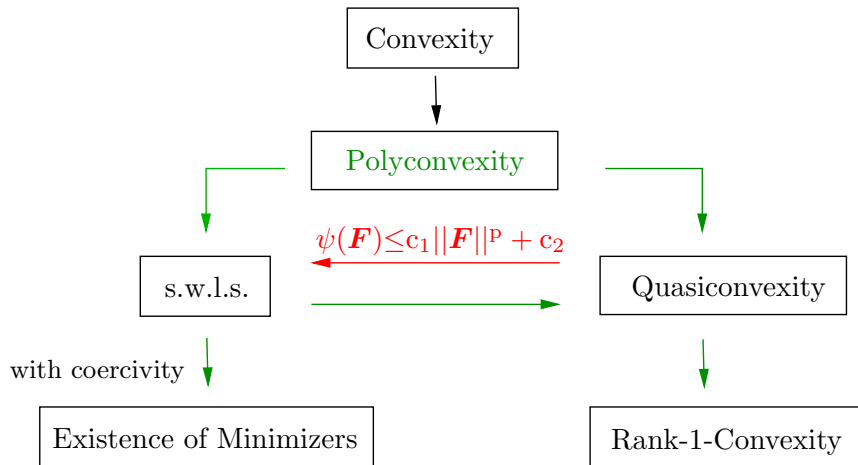 Convexity
Polyconvexity
ψ(F)≤c₁||F||ᵖ + c₂
s.w.l.s.
Quasiconvexity
with coercivity
Existence of Minimizers
Rank-1-Convexity